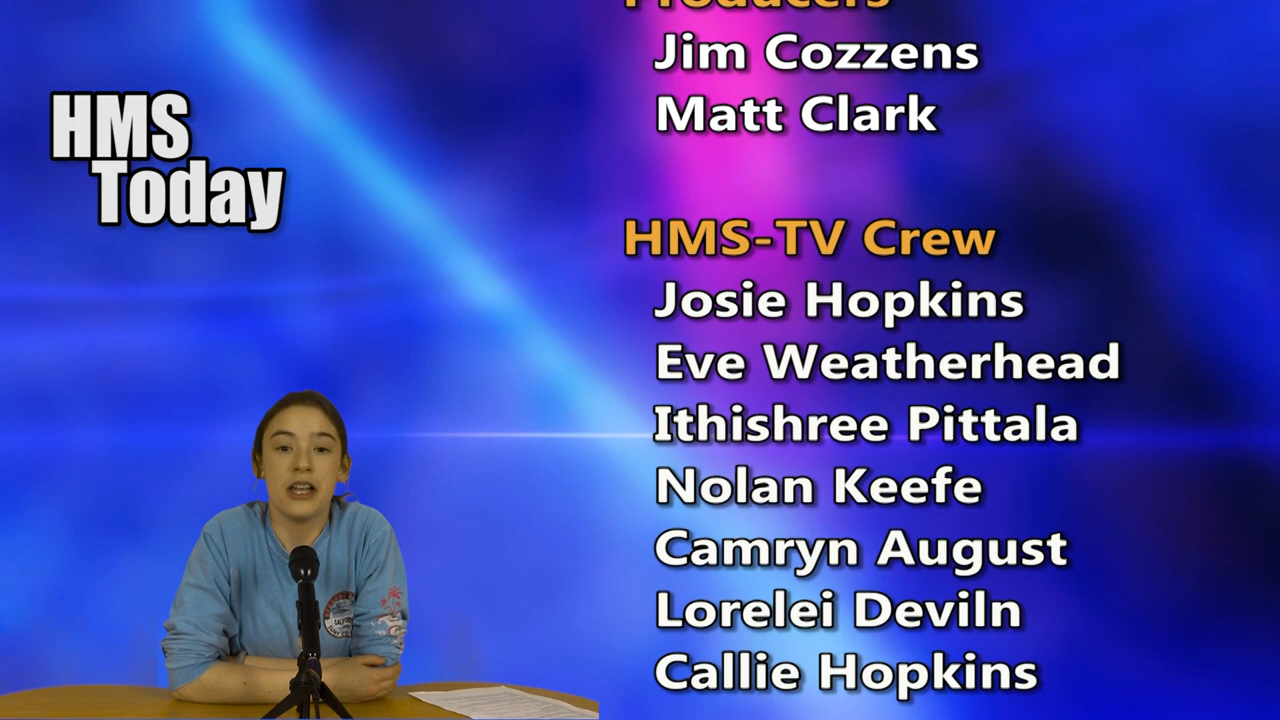 HMS
Today
Producers
Jim Cozzens
Matt Clark
HMS-TV Crew
Josie Hopkins
Eve Weatherhead
Ithishree Pittala
Nolan Keefe
Camryn August
Lorelei Deviln
Callie Hopkins